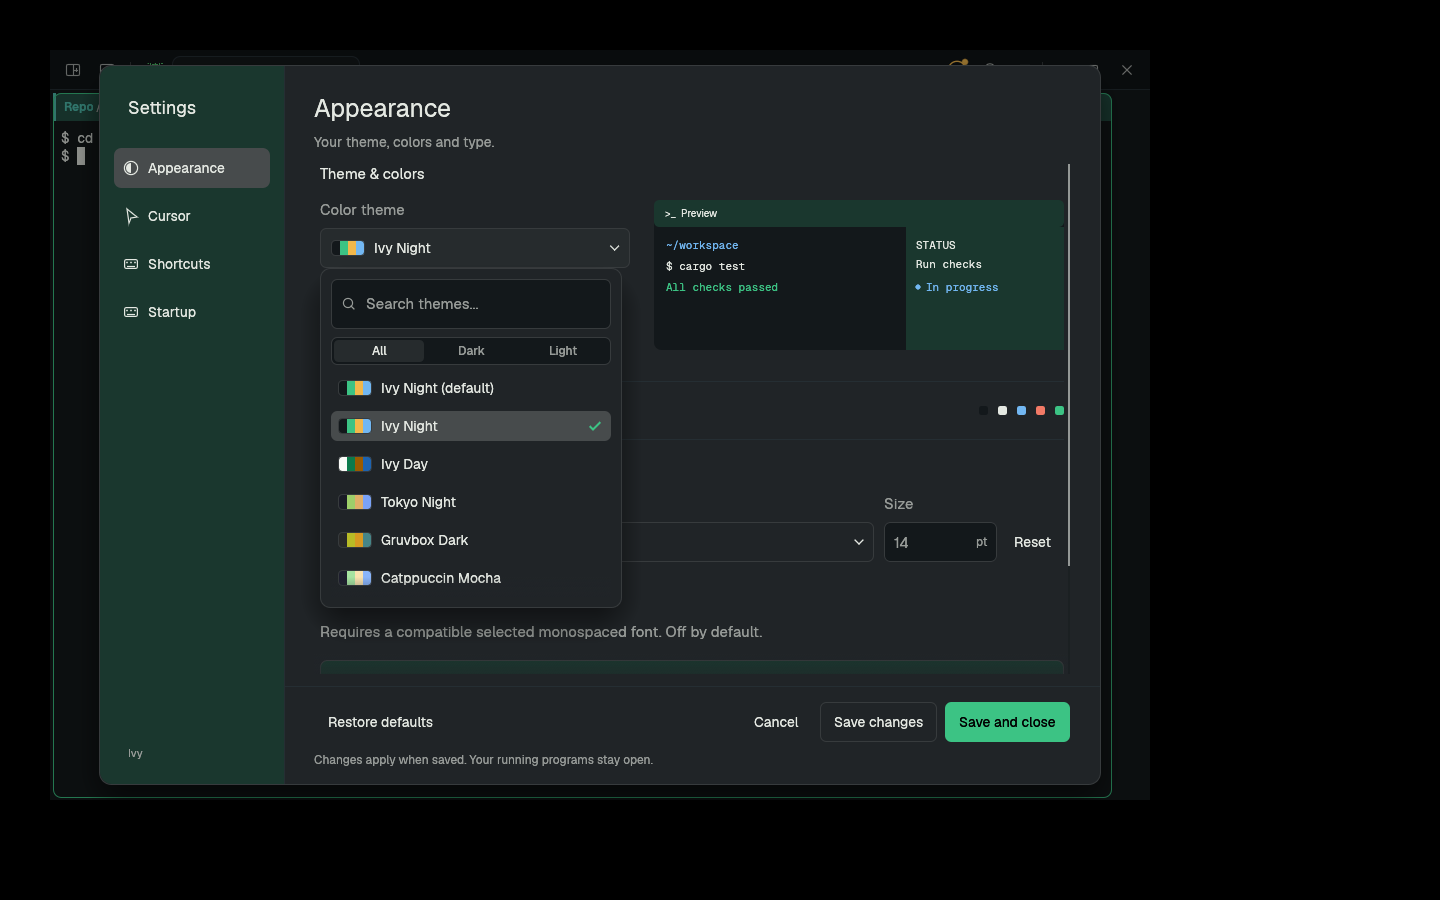 Repo /
$ cd
$
Settings
Appearance
Cursor
Shortcuts
Startup
Ivy
Appearance
Your theme, colors and type.
Theme & colors
Color theme
Ivy Night
Search themes...
All Dark Light
Ivy Night (default)
Ivy Night
Ivy Day
Tokyo Night
Gruvbox Dark
Catppuccin Mocha
>_ Preview
~/workspace
$ cargo test
All checks passed
STATUS
Run checks
In progress
Size
14 pt
Reset
Requires a compatible selected monospaced font. Off by default.
Restore defaults
Cancel
Save changes
Save and close
Changes apply when saved. Your running programs stay open.